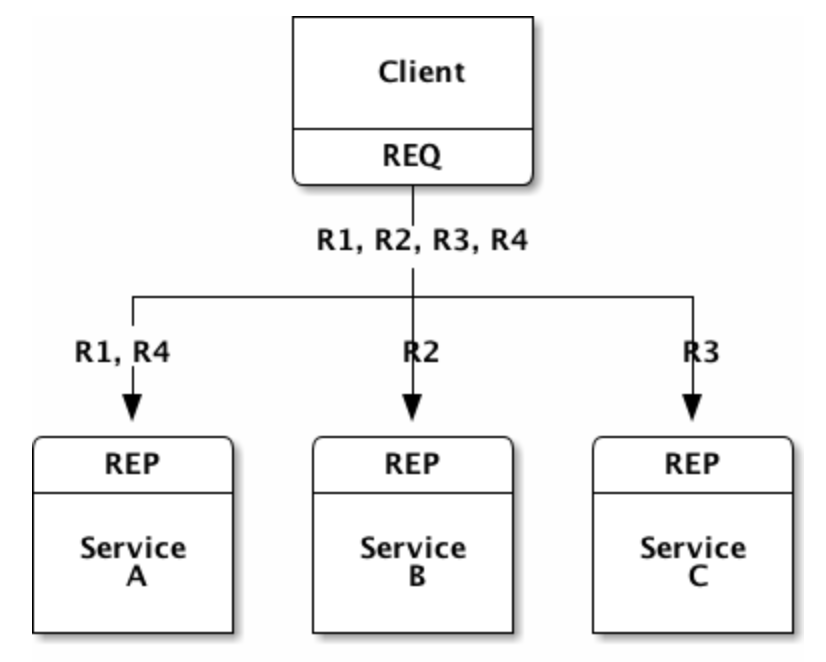 Client
REQ
R1, R2, R3, R4
R1, R4
R2
R3
REP
REP
REP
Service
A
Service
B
Service
C